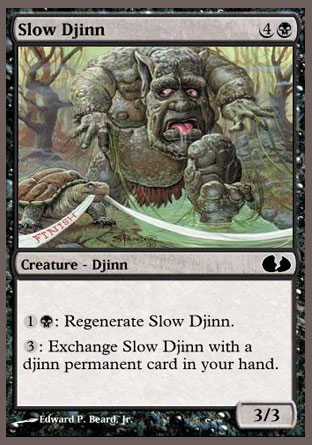 Slow Djinn 4
FINISH
Creature - Djinn
1 : Regenerate Slow Djinn.
3 : Exchange Slow Djinn with a
djinn permanent card in your hand.
Edward P. Beard, Jr.
3/3